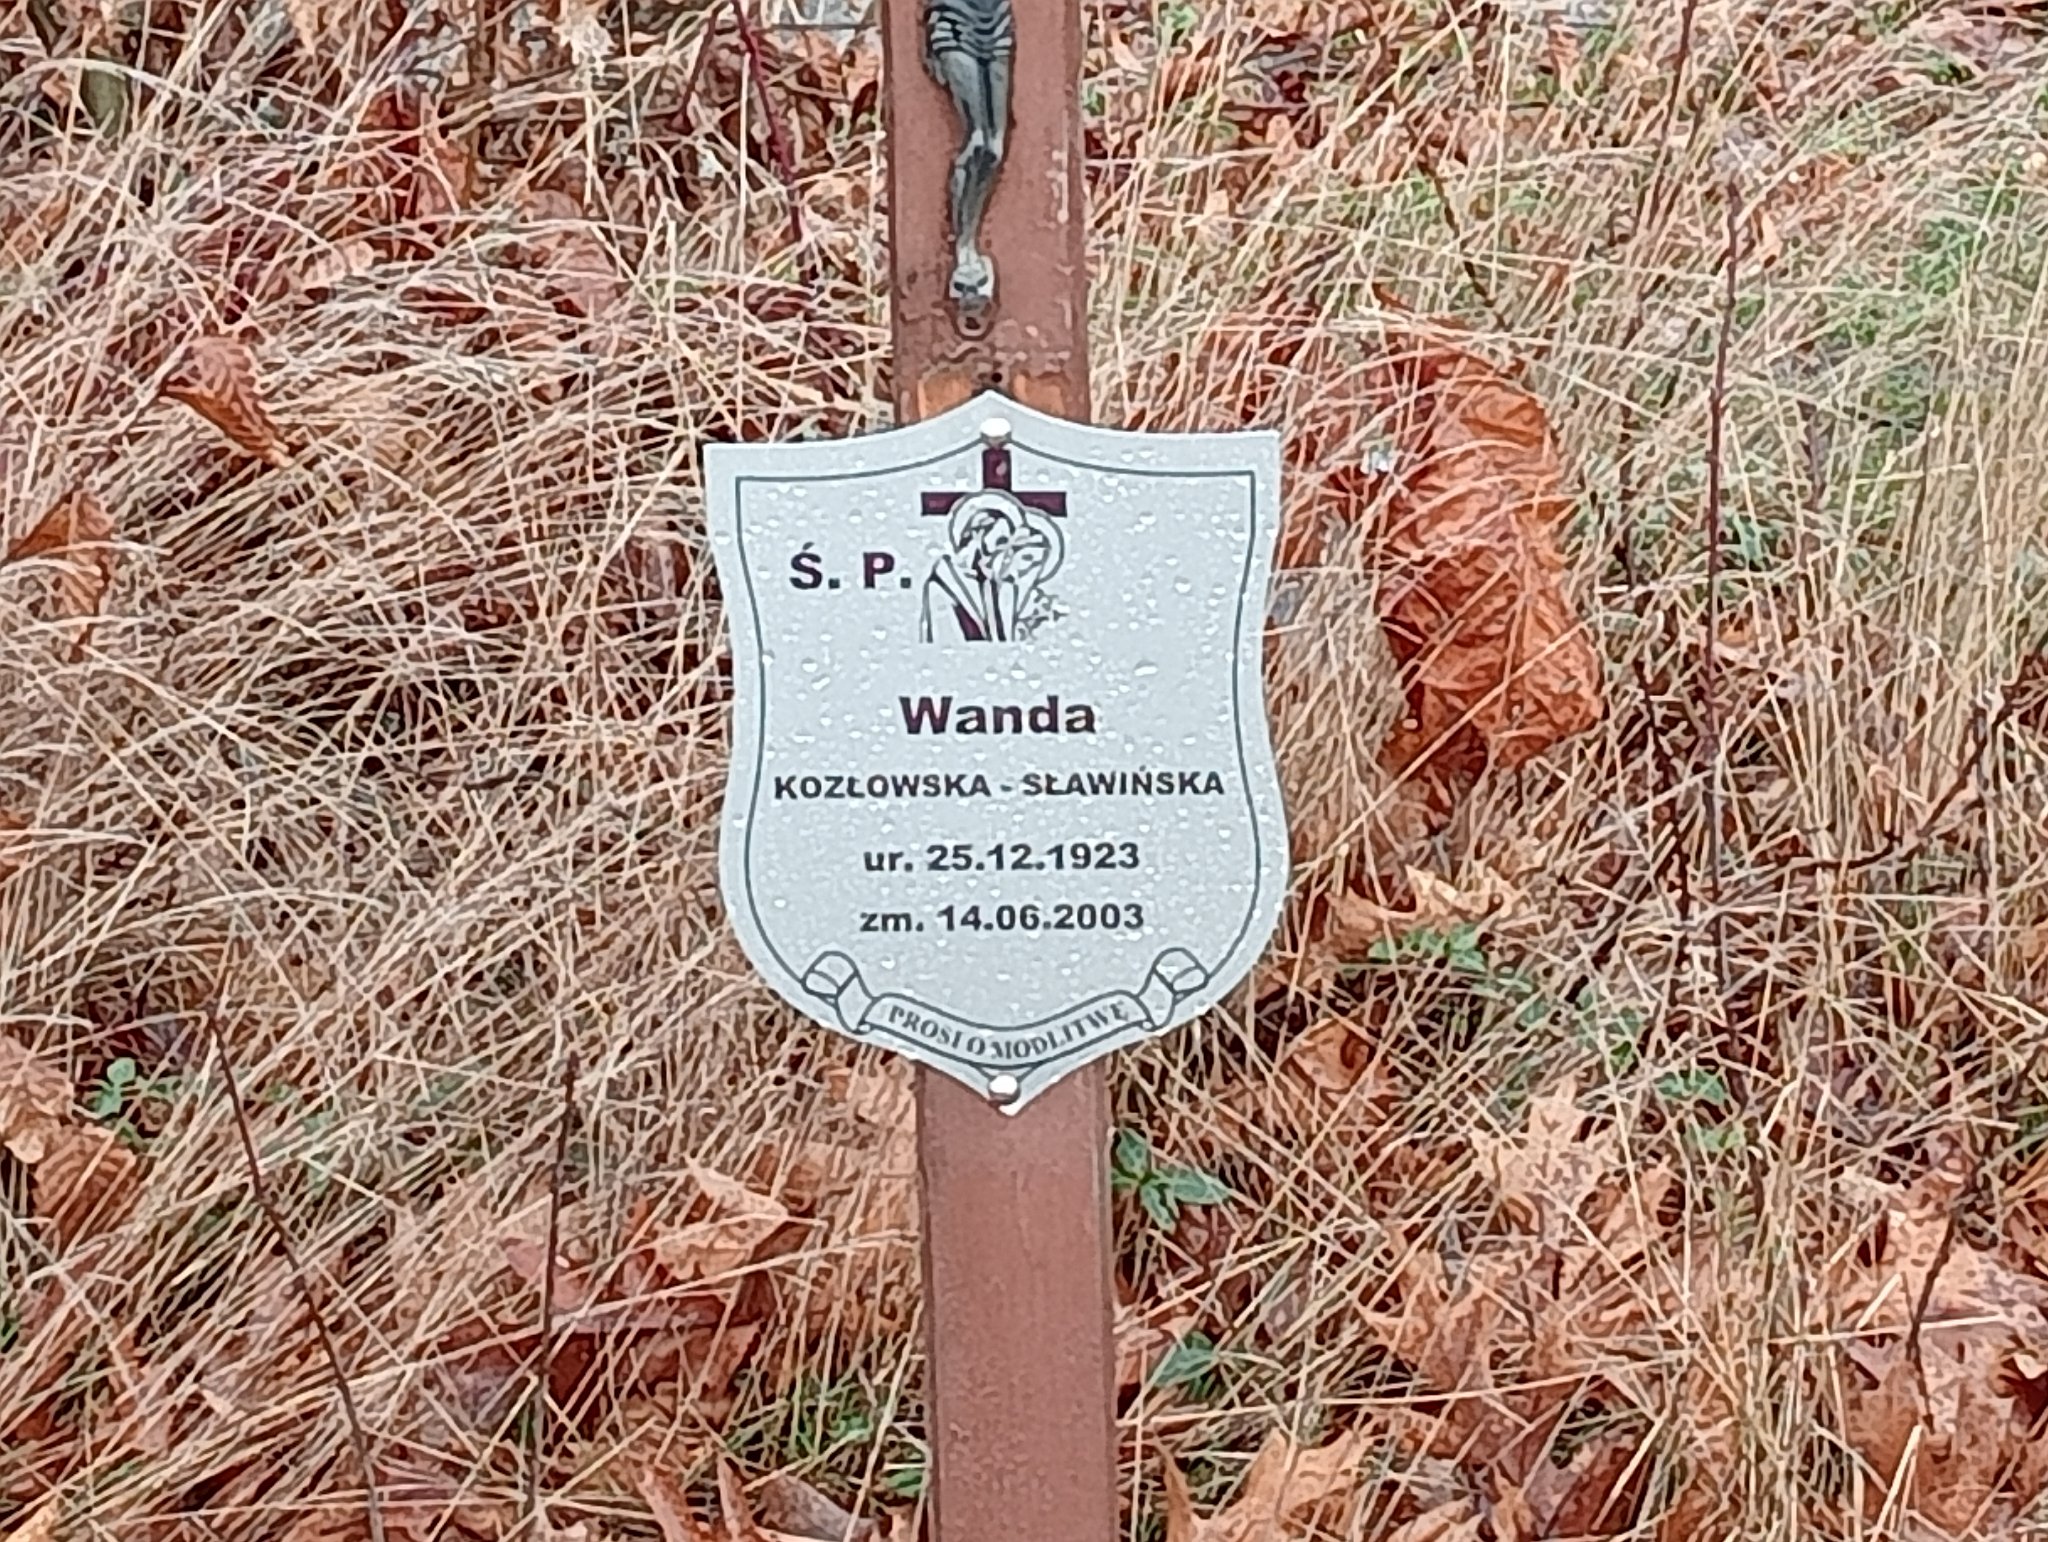 Ś. P.
Wanda
KOZŁOWSKA - SŁAWIŃSKA
ur. 25.12.1923
zm. 14.06.2003
PROSI O MODLITWĘ